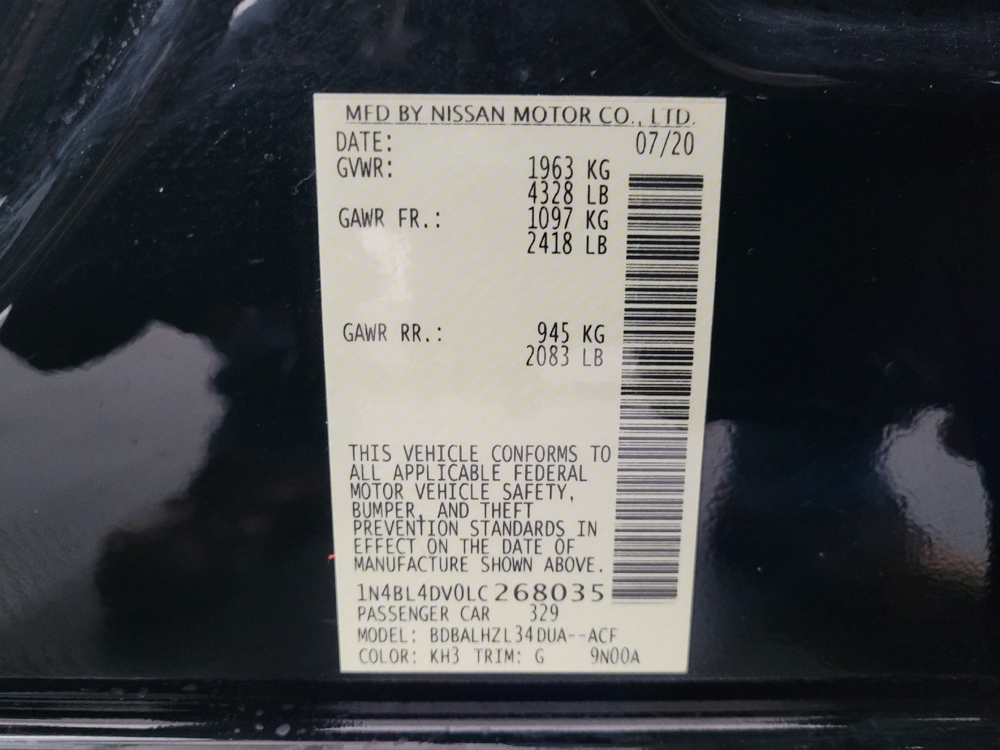 MFD BY NISSAN MOTOR CO., LTD.
DATE: 07/20
GVWR: 1963 KG
4328 LB
GAWR FR.: 1097 KG
2418 LB
GAWR RR.: 945 KG
2083 LB
THIS VEHICLE CONFORMS TO
ALL APPLICABLE FEDERAL
MOTOR VEHICLE SAFETY,
BUMPER, AND THEFT
PREVENTION STANDARDS IN
EFFECT ON THE DATE OF
MANUFACTURE SHOWN ABOVE.
1N4BL4DV0LC268035
PASSENGER CAR 329
MODEL: BDBALHZL34DUA--ACF
COLOR: KH3 TRIM: G 9N00A